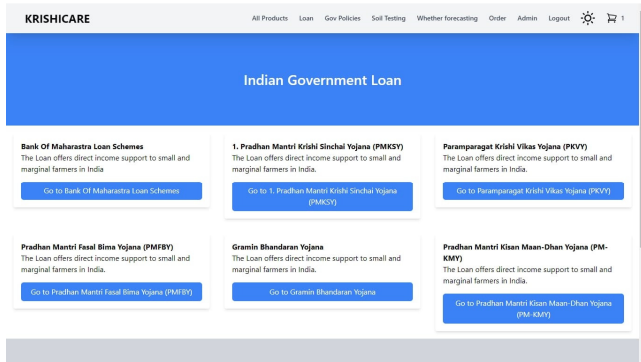 KRISHICARE
All Products Loan Gov Policies Soil Testing Whether forecasting Order Admin Logout 1
Indian Government Loan
Bank Of Maharastra Loan Schemes
The Loan offers direct income support to small and
marginal farmers in India
Go to Bank Of Maharastra Loan Schemes
1. Pradhan Mantri Krishi Sinchai Yojana (PMKSY)
The Loan offers direct income support to small and
marginal farmers in India.
Go to 1. Pradhan Mantri Krishi Sinchai Yojana
(PMKSY)
Paramparagat Krishi Vikas Yojana (PKVY)
The Loan offers direct income support to small and
marginal farmers in India.
Go to Paramparagat Krishi Vikas Yojana (PKVY)
Pradhan Mantri Fasal Bima Yojana (PMFBY)
The Loan offers direct income support to small and
marginal farmers in India.
Go to Pradhan Mantri Fasal Bima Yojana (PMFBY)
Gramin Bhandaran Yojana
The Loan offers direct income support to small and
marginal farmers in India.
Go to Gramin Bhandaran Yojana
Pradhan Mantri Kisan Maan-Dhan Yojana (PM-
KMY)
The Loan offers direct income support to small and
marginal farmers in India.
Go to Pradhan Mantri Kisan Maan-Dhan Yojana
(PM-KMY)